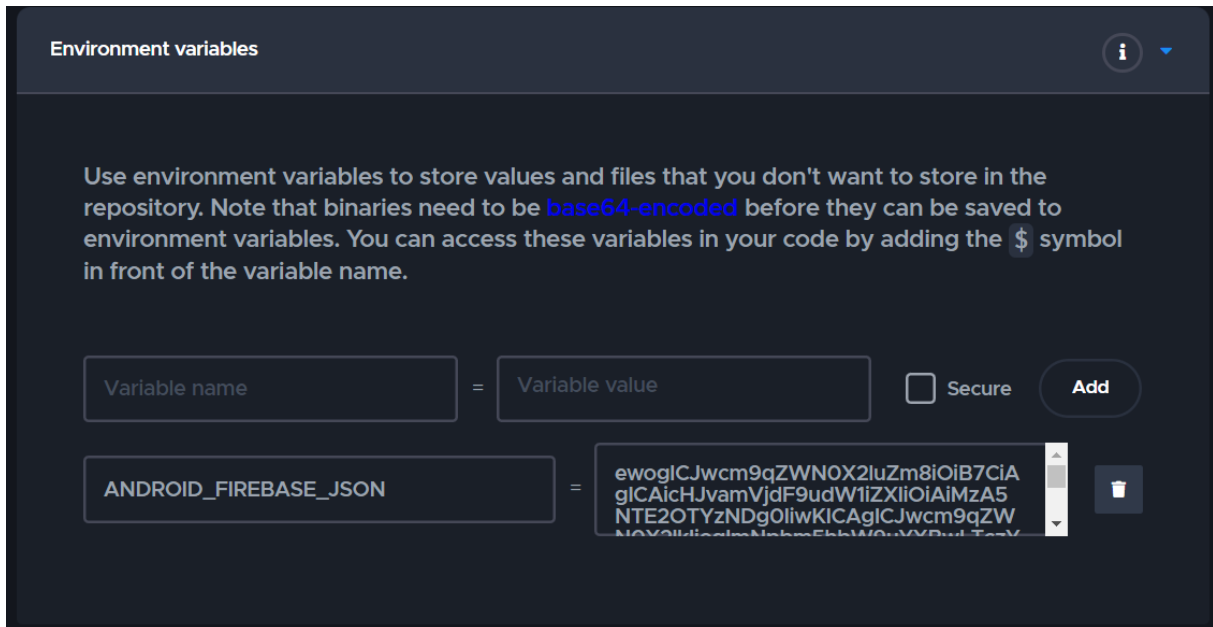 Environment variables
Use environment variables to store values and files that you don't want to store in the
repository. Note that binaries need to be base64-encoded before they can be saved to
environment variables. You can access these variables in your code by adding the $ symbol
in front of the variable name.
Variable name = Variable value Secure Add
ANDROID_FIREBASE_JSON =
ewogICJwcm9qZWN0X2luZm8iOiB7CiA
gICAicHJvamVjdF9udW1iZXIiOiAiMzA5
NTE2OTYzNDg0IiwKICAgICJwcm9qZW